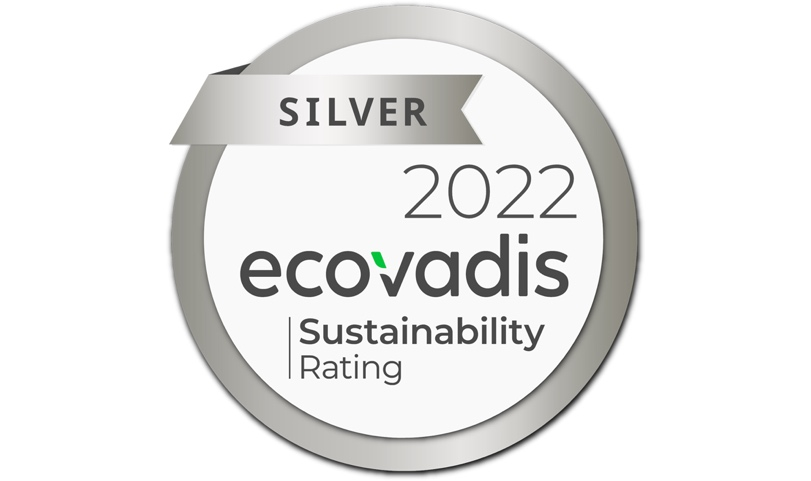 SILVER
2022
ecovadis
Sustainability
Rating